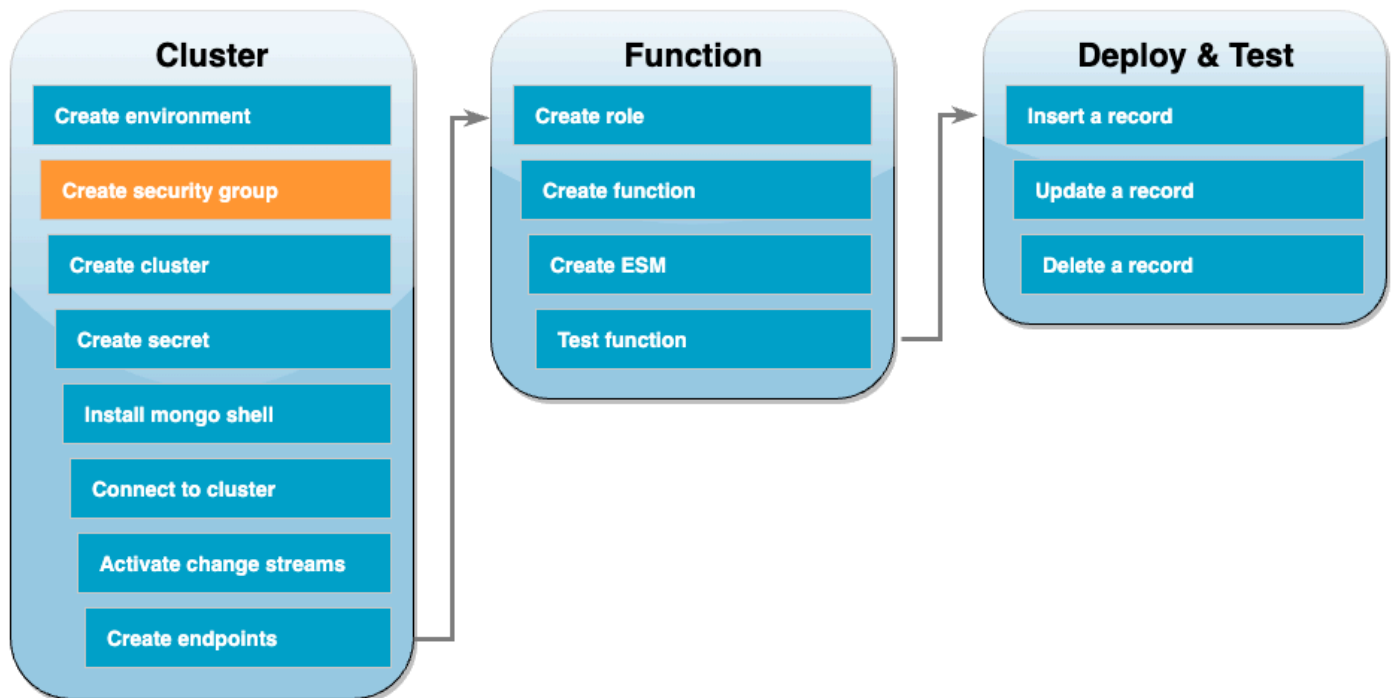 Cluster
Create environment
Create security group
Create cluster
Create secret
Install mongo shell
Connect to cluster
Activate change streams
Create endpoints
Function
Create role
Create function
Create ESM
Test function
Deploy & Test
Insert a record
Update a record
Delete a record